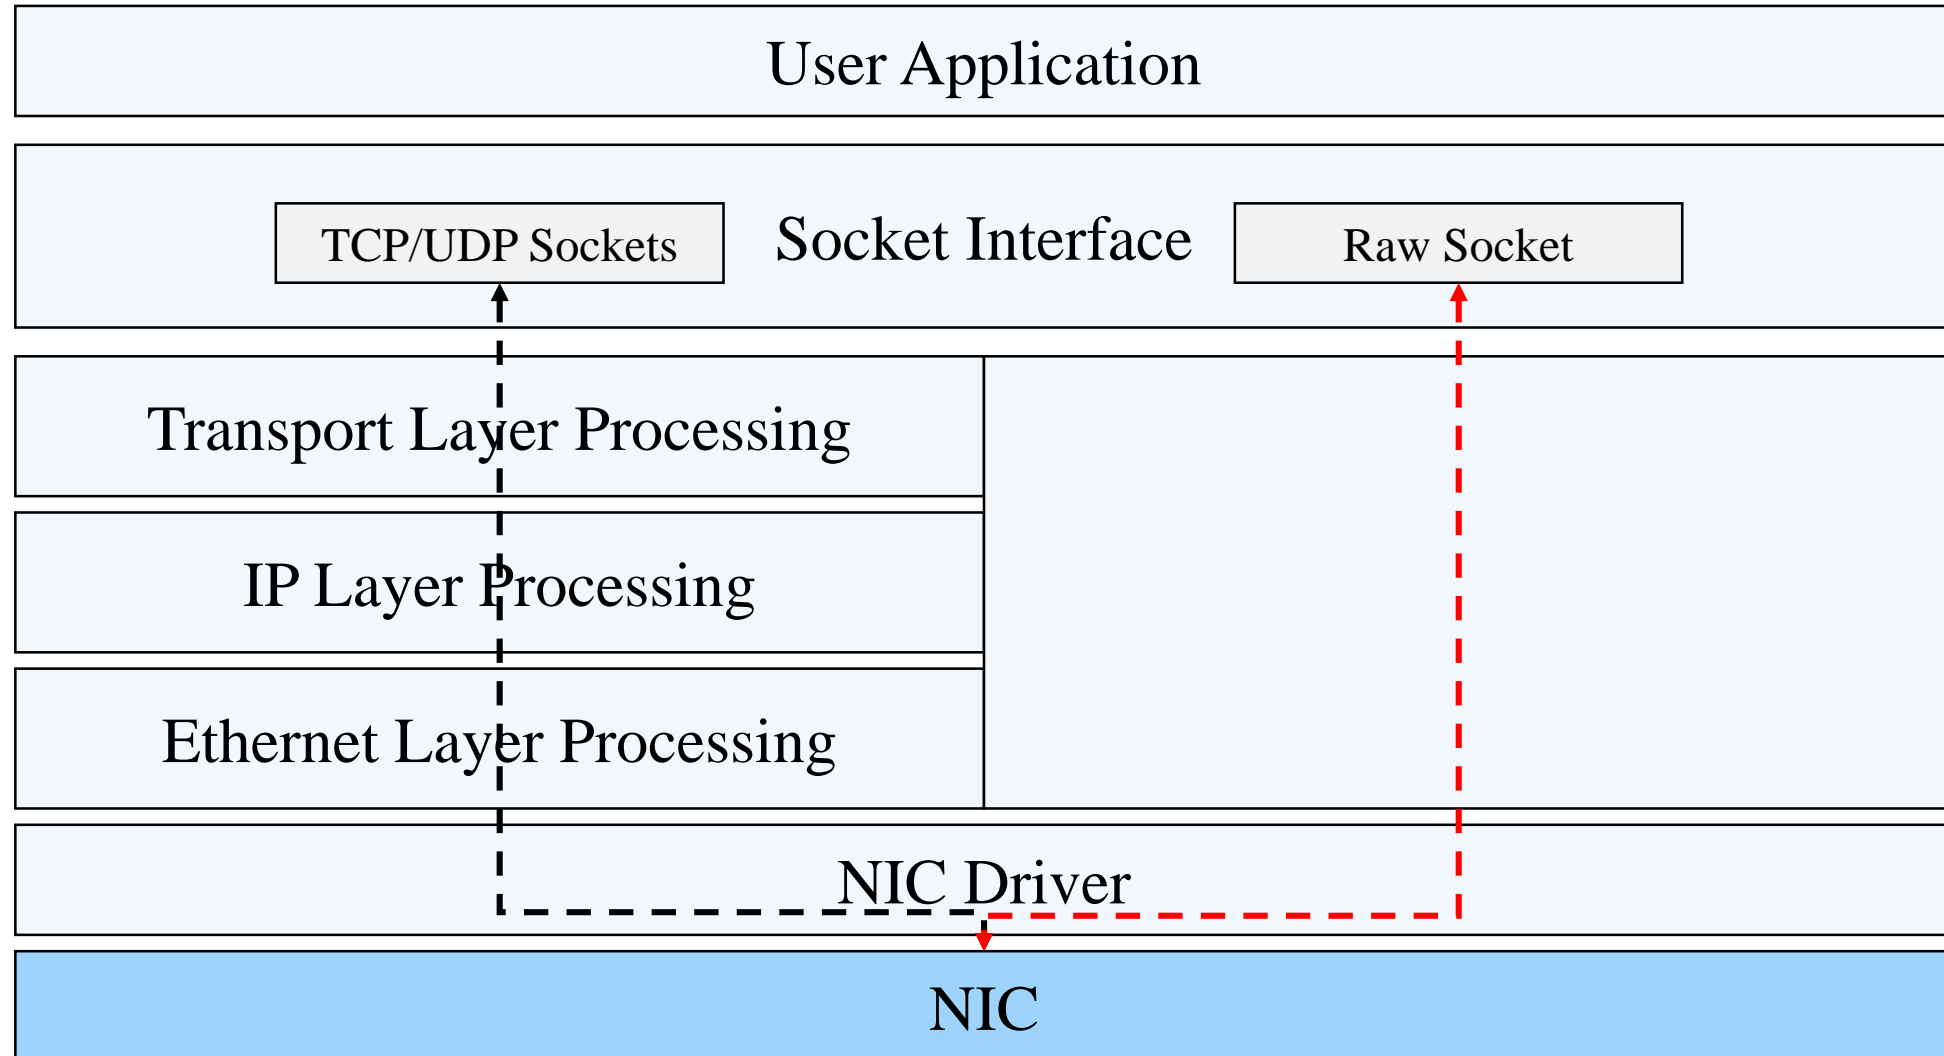 User Application
TCP/UDP Sockets
Socket Interface
Raw Socket
Transport Layer Processing
IP Layer Processing
Ethernet Layer Processing
NIC Driver
NIC